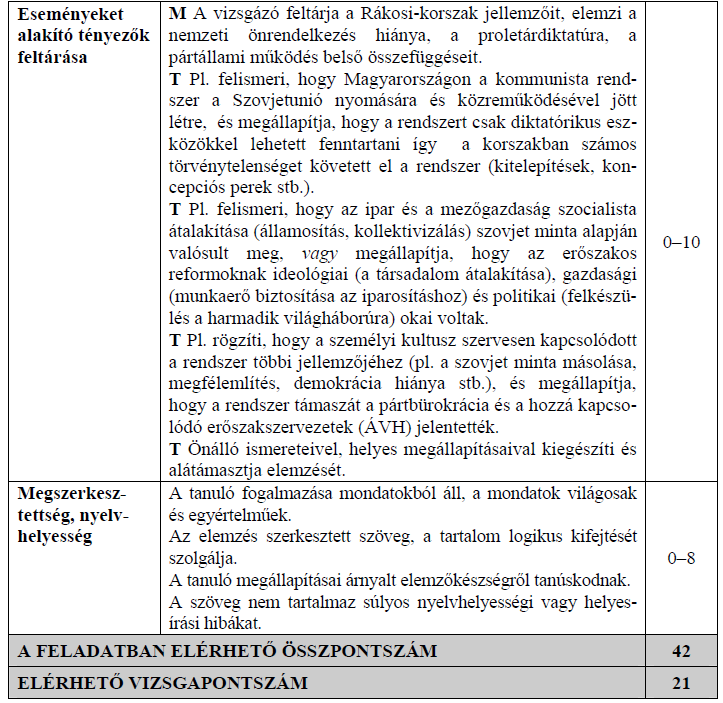 Eseményeket
alakító tényezők
feltárása
M A vizsgázó feltárja a Rákosi-korszak jellemzőit, elemzi a
nemzeti önrendelkezés hiánya, a proletárdiktatúra, a
pártállami működés belső összefüggéseit.
T Pl. felismeri, hogy Magyarországon a kommunista rend-
szer a Szovjetunió nyomására és közreműködésével jött
létre, és megállapítja, hogy a rendszert csak diktatórikus esz-
közökkel lehetett fenntartani így a korszakban számos
törvénytelenséget követett el a rendszer (kitelepítések, kon-
cepciós perek stb.).
T Pl. felismeri, hogy az ipar és a mezőgazdaság szocialista
átalakítása (államosítás, kollektivizálás) szovjet minta alapján
valósult meg, vagy megállapítja, hogy az erőszakos
reformoknak ideológiai (a társadalom átalakítása), gazdasági
(munkaerő biztosítása az iparosításhoz) és politikai (felkészü-
lés a harmadik világháborúra) okai voltak.
T Pl. rögzíti, hogy a személyi kultusz szervesen kapcsolódott
a rendszer többi jellemzőjéhez (pl. a szovjet minta másolása,
megfélemlítés, demokrácia hiánya stb.), és megállapítja,
hogy a rendszer támaszát a pártbürokrácia és a hozzá kapcso-
lódó erőszakszervezetek (ÁVH) jelentették.
T Önálló ismereteivel, helyes megállapításaival kiegészíti és
alátámasztja elemzését.
0–10
Megszerkesz-
tettség, nyelv-
helyesség
A tanuló fogalmazása mondatokból áll, a mondatok világosak
és egyértelműek.
Az elemzés szerkesztett szöveg, a tartalom logikus kifejtését
szolgálja.
A tanuló megállapításai árnyalt elemzőkészségről tanúskodnak.
A szöveg nem tartalmaz súlyos nyelvhelyességi vagy helyes-
írási hibákat.
0–8
A FELADATBAN ELÉRHETŐ ÖSSZPONTSZÁM 42
ELÉRHETŐ VIZSGAPONTSZÁM 21